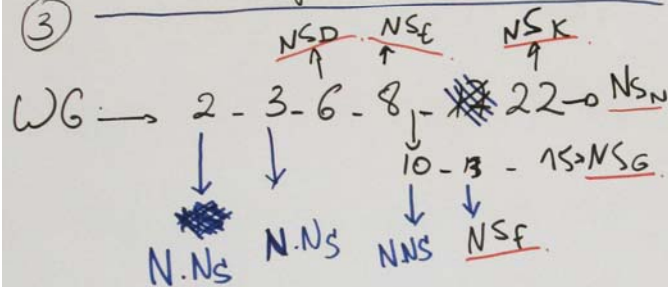 ③
NSD NSE NSK
WG → 2 - 3 - 6 - 8 - 22 → NSN
10 - 13 - 15 → NSG
N.NS N.NS NNS NSF